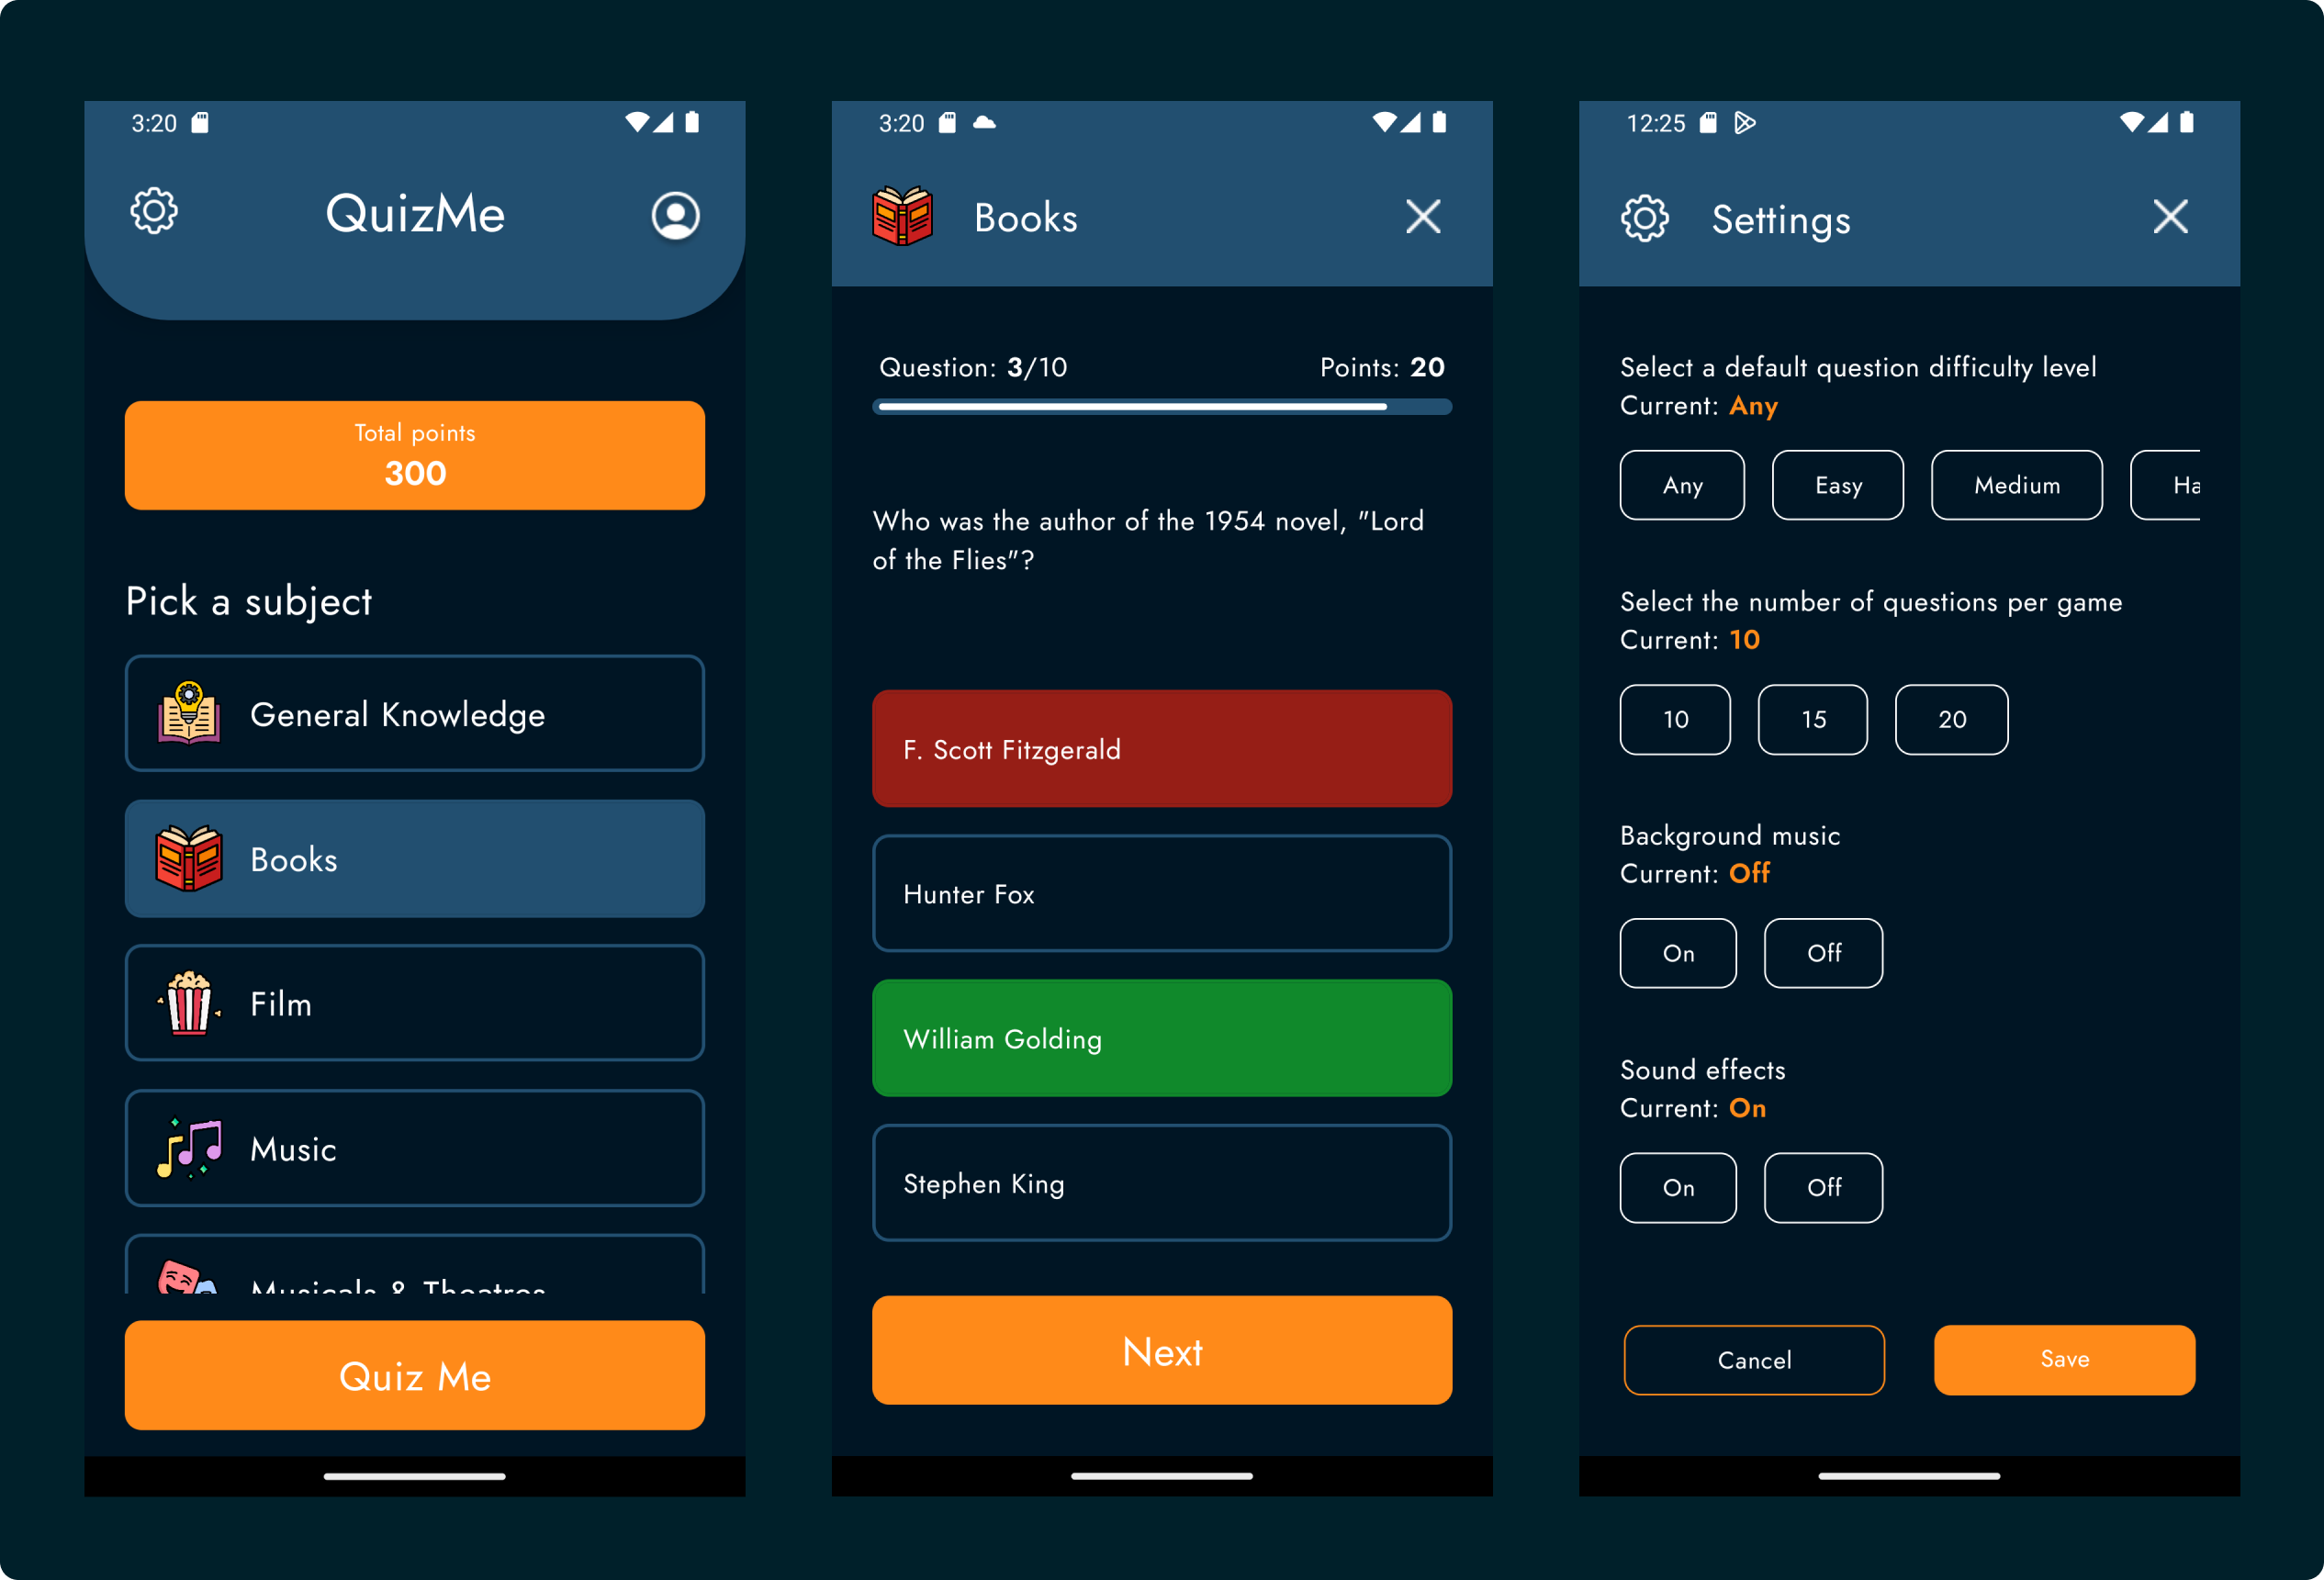 3:20
QuizMe
Total points
300
Pick a subject
General Knowledge
Books
Film
Music
Musicals & Theatres
Quiz Me
3:20
Books
Question: 3/10
Points: 20
Who was the author of the 1954 novel, "Lord
of the Flies"?
F. Scott Fitzgerald
Hunter Fox
William Golding
Stephen King
Next
12:25
Settings
Select a default question difficulty level
Current: Any
Any
Easy
Medium
Ha
Select the number of questions per game
Current: 10
10
15
20
Background music
Current: Off
On
Off
Sound effects
Current: On
On
Off
Cancel
Save